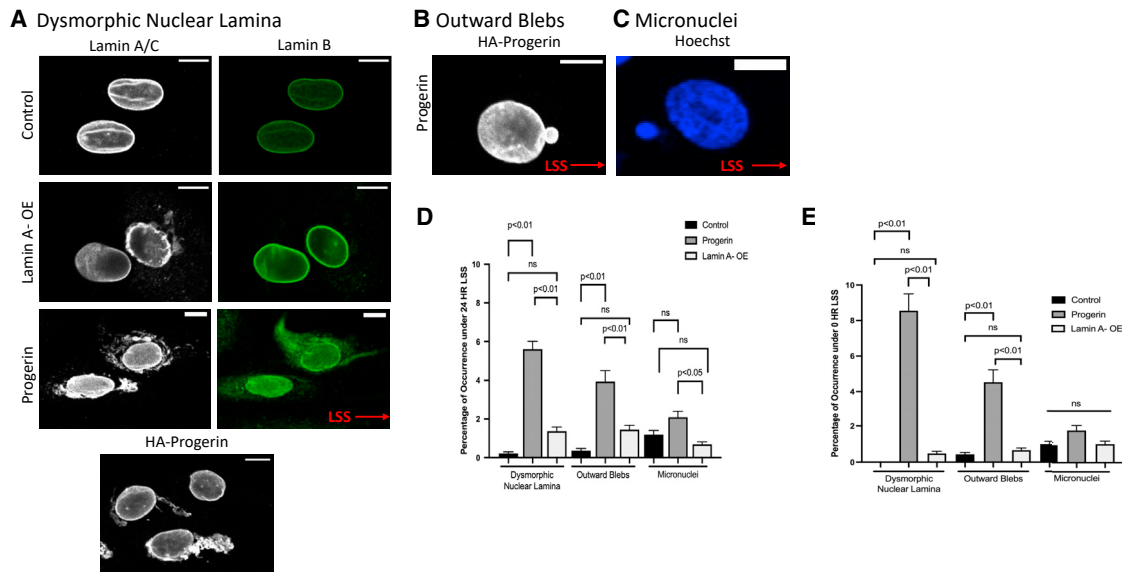 A Dysmorphic Nuclear Lamina
Lamin A/C
Lamin B
Control
Lamin A- OE
Progerin
LSS
HA-Progerin
B Outward Blebs
HA-Progerin
Progerin
LSS
C Micronuclei
Hoechst
LSS
D
Percentage of Occurrence under 24 HR LSS
10
8
6
4
2
0
p<0.01
ns
p<0.01
p<0.01
ns
p<0.01
ns
ns
p<0.05
Control
Progerin
Lamin A- OE
Dysmorphic
Nuclear Lamina
Outward Blebs
Micronuclei
E
Percentage of Occurrence under 0 HR LSS
10
8
6
4
2
0
p<0.01
ns
p<0.01
p<0.01
ns
p<0.01
ns
Control
Progerin
Lamin A- OE
Dysmorphic
Nuclear Lamina
Outward Blebs
Micronuclei